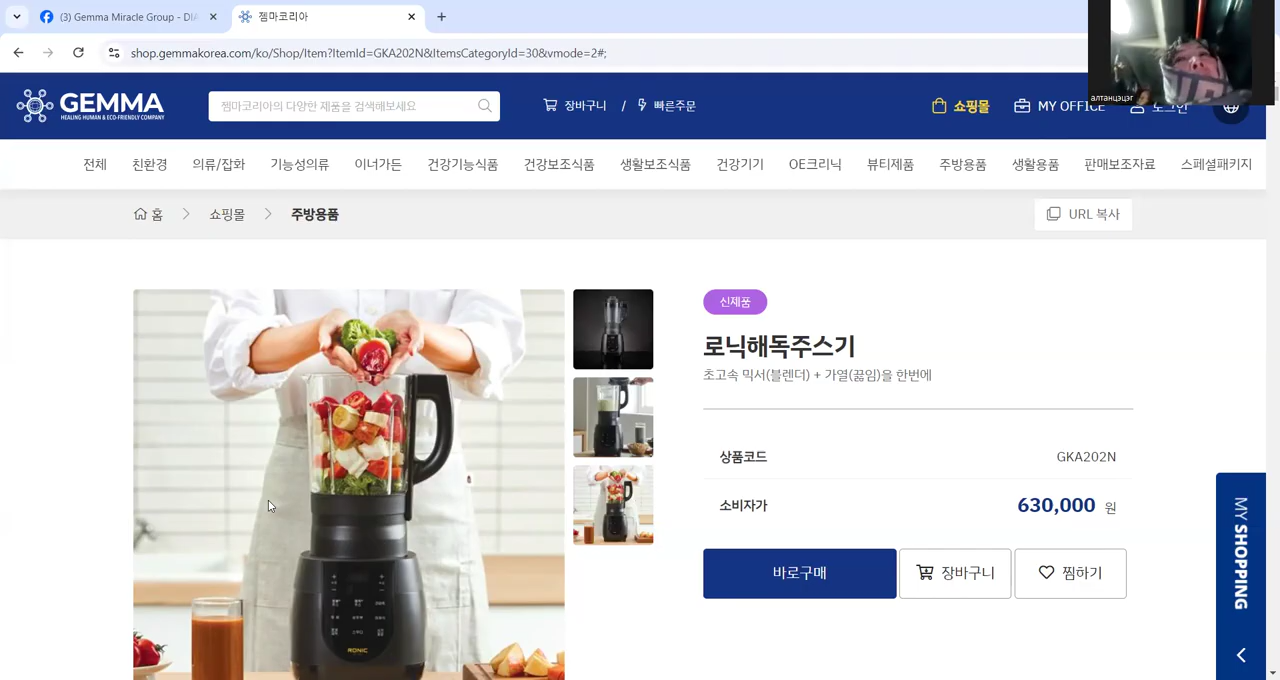 (3) Gemma Miracle Group - DIA
젬마코리아
shop.gemmakorea.com/ko/Shop/Item?ItemId=GKA202N&ItemsCategoryId=30&vmode=2#;
алтанцэцэг
GEMMA
HEALING HUMAN & ECO-FRIENDLY COMPANY
젬마코리아의 다양한 제품을 검색해보세요
장바구니 / 빠른주문
쇼핑몰
MY OFFICE
로그인
전체 친환경 의류/잡화 기능성의류 이너가든 건강기능식품 건강보조식품 생활보조식품 건강기기 OE크리닉 뷰티제품 주방용품 생활용품 판매보조자료 스페셜패키지
홈 쇼핑몰 주방용품
URL 복사
신제품
로닉해독주스기
초고속 믹서(블렌더) + 가열(끓임)을 한번에
상품코드 GKA202N
소비자가 630,000 원
바로구매 장바구니 찜하기
MY SHOPPING
RONIC